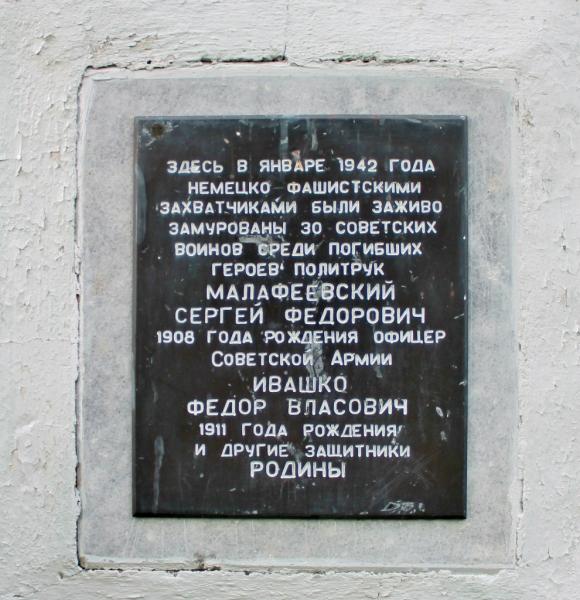 ЗДЕСЬ В ЯНВАРЕ 1942 ГОДА
НЕМЕЦКО ФАШИСТСКИМИ
ЗАХВАТЧИКАМИ БЫЛИ ЗАЖИВО
ЗАМУРОВАНЫ 30 СОВЕТСКИХ
ВОИНОВ СРЕДИ ПОГИБШИХ
ГЕРОЕВ ПОЛИТРУК
МАЛАФЕЕВСКИЙ
СЕРГЕЙ ФЕДОРОВИЧ
1908 ГОДА РОЖДЕНИЯ ОФИЦЕР
СОВЕТСКОЙ АРМИИ
ИВАШКО
ФЕДОР ВЛАСОВИЧ
1911 ГОДА РОЖДЕНИЯ
И ДРУГИЕ ЗАЩИТНИКИ
РОДИНЫ